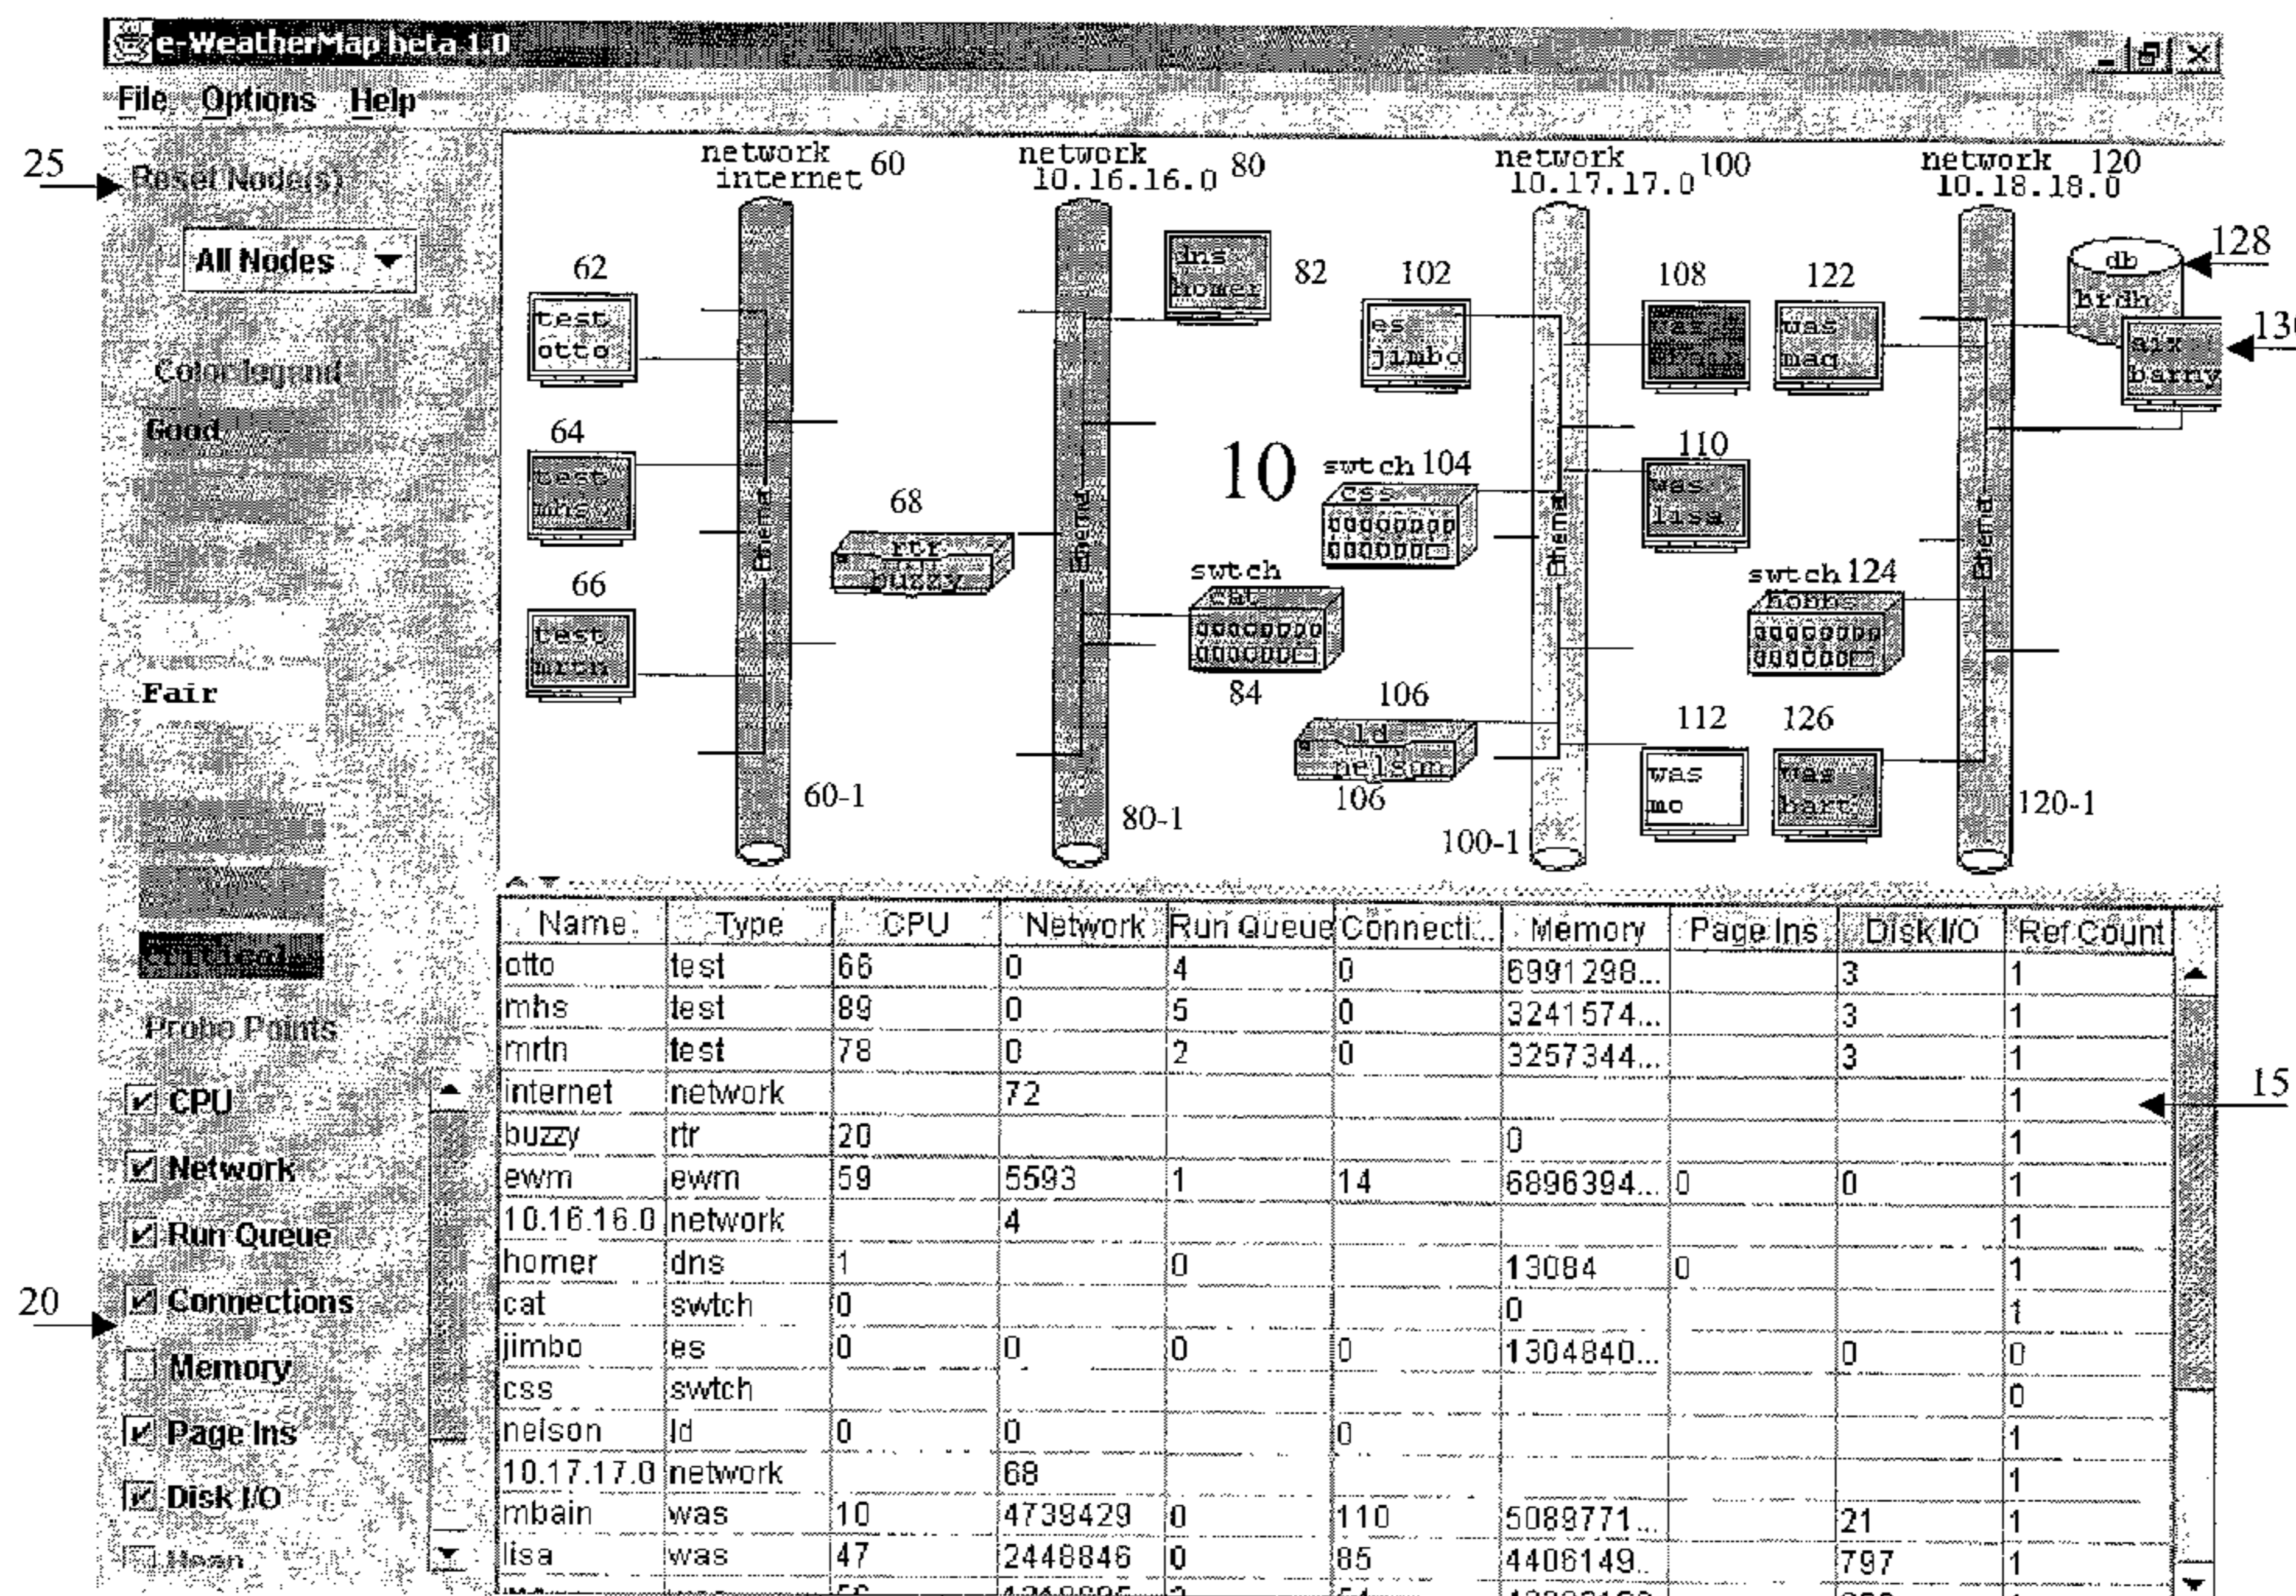 e-WeatherMap beta 1.0
File Options Help
25
Reset Node(s)
All Nodes
Color legend
Good
Fair
Critical
Probe Points
CPU
Network
Run Queue
20
Connections
Memory
Page Ins
Disk I/O
network
internet 60
network
10.16.16.0 80
network
10.17.17.0 100
network 120
10.18.18.0
62
test
otto
64
test
mhs
66
test
mrtn
Ethernet
60-1
68
rtr
buzzy
Ethernet
80-1
dns
homer
82
10
swtch
cat
84
102
es
jimbo
swtch 104
css
106
ld
nelson
106
Ethernet
100-1
108
was
mbain
110
was
lisa
112
was
mo
122
was
mag
swtch 124
hobbs
126
was
bart
Ethernet
120-1
db
hrdb
128
aix
barny
15
Name Type CPU Network Run Queue Connecti... Memory Page Ins Disk I/O Ref Count
otto test 66 0 4 0 6991298... 3 1
mhs test 89 0 5 0 3241574... 3 1
mrtn test 78 0 2 0 3257344... 3 1
internet network 72 1
buzzy rtr 20 0 1
ewm ewm 59 5593 1 14 6896394... 0 0 1
10.16.16.0 network 4 1
homer dns 1 0 13084 0 1
cat swtch 0 0 1
jimbo es 0 0 0 0 1304840... 0 0
css swtch 0
nelson ld 0 0 0 1
10.17.17.0 network 68 1
mbain was 10 4739429 0 110 5089771... 21 1
lisa was 47 2448846 0 85 4406149.. 797 1